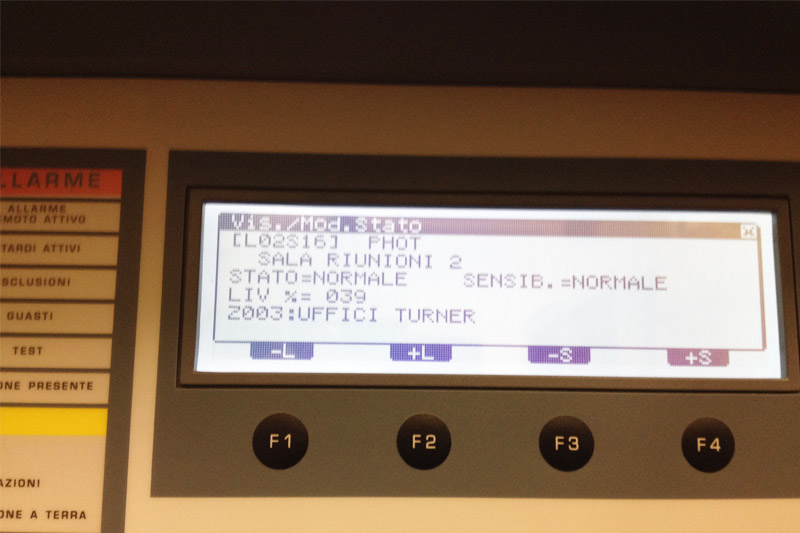 LLARME
ALLARME
MOTO ATTIVO
TARDI ATTIVI
SCLUSIONI
GUASTI
TEST
ONE PRESENTE
AZIONI
ONE A TERRA
Vis./Mod.Stato
[L02S16] PHOT
SALA RIUNIONI 2
STATO=NORMALE SENSIB.=NORMALE
LIV %= 039
Z003:UFFICI TURNER
-L +L -S +S
F1 F2 F3 F4